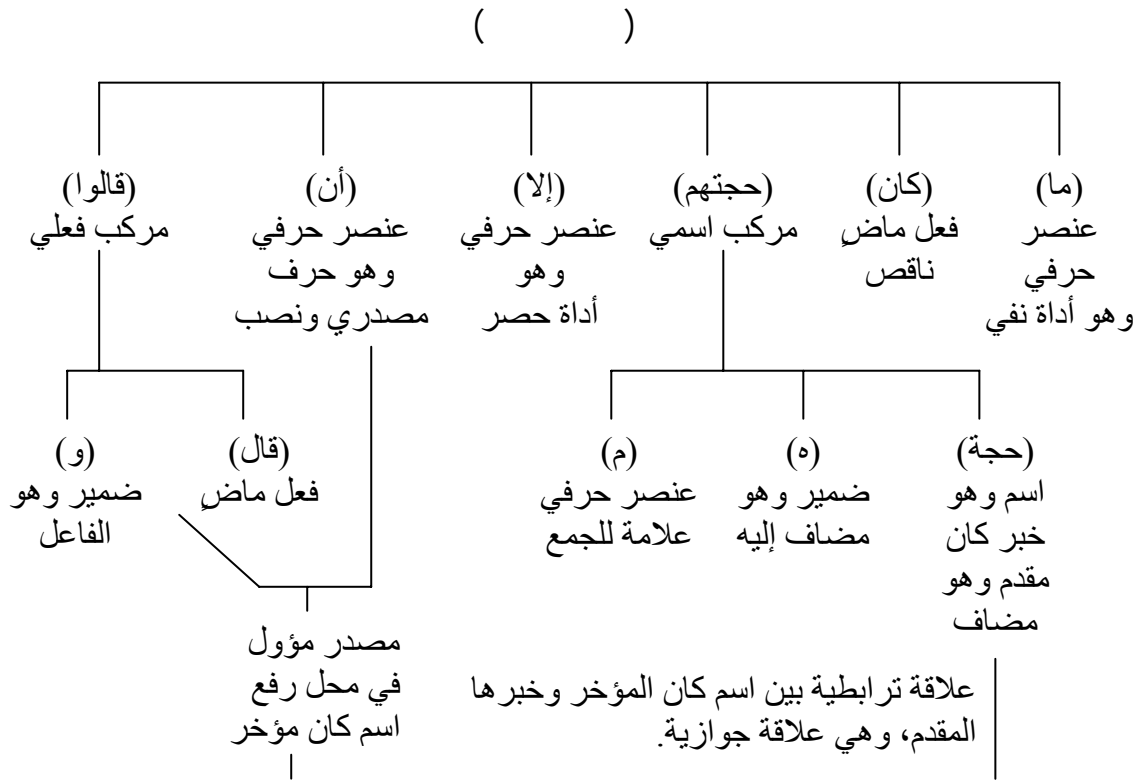 ( )
(ما)
عنصر
حرفي
وهو أداة نفي
(كان)
فعل ماضٍ
ناقص
(حجتهم)
مركب اسمي
(إلا)
عنصر حرفي
وهو
أداة حصر
(أن)
عنصر حرفي
وهو حرف
مصدري ونصب
(قالوا)
مركب فعلي
(حجة)
اسم وهو
خبر كان
مقدم وهو
مضاف
(ه)
ضمير وهو
مضاف إليه
(م)
عنصر حرفي
علامة للجمع
(قال)
فعل ماضٍ
(و)
ضمير وهو
الفاعل
مصدر مؤول
في محل رفع
اسم كان مؤخر
علاقة ترابطية بين اسم كان المؤخر وخبرها
المقدم، وهي علاقة جوازية.